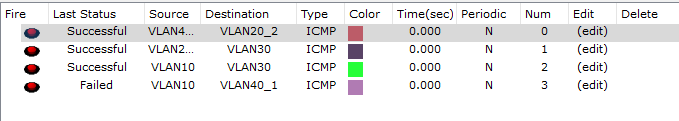 Fire Last Status Source Destination Type Color Time(sec) Periodic Num Edit Delete
Successful VLAN4... VLAN20_2 ICMP 0.000 N 0 (edit)
Successful VLAN2... VLAN30 ICMP 0.000 N 1 (edit)
Successful VLAN10 VLAN30 ICMP 0.000 N 2 (edit)
Failed VLAN10 VLAN40_1 ICMP 0.000 N 3 (edit)